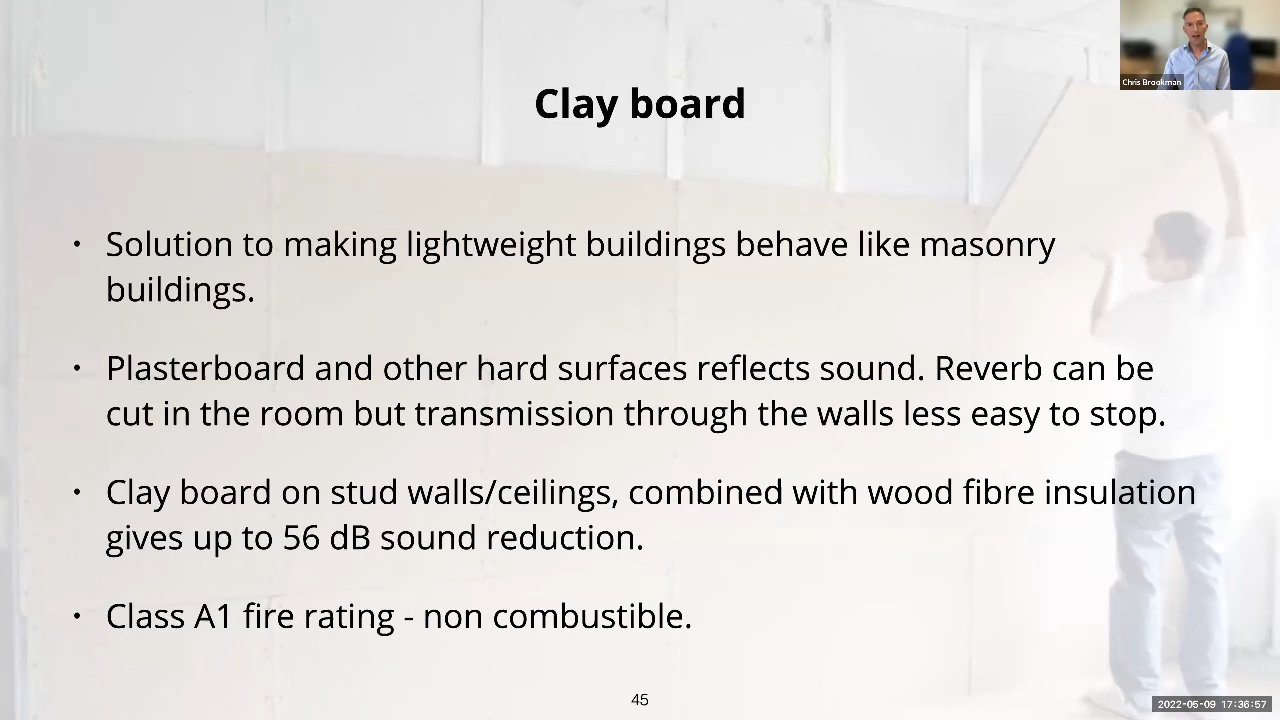 Chris Brookman
Clay board
• Solution to making lightweight buildings behave like masonry
buildings.
• Plasterboard and other hard surfaces reflects sound. Reverb can be
cut in the room but transmission through the walls less easy to stop.
• Clay board on stud walls/ceilings, combined with wood fibre insulation
gives up to 56 dB sound reduction.
• Class A1 fire rating - non combustible.
45
2022-05-09 17:36:57